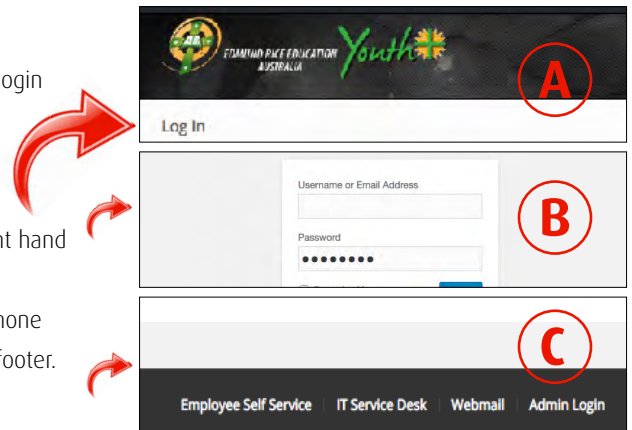 ogin
nt hand
hone
footer.
EDMUND RICE EDUCATION
AUSTRALIA
Youth+
A
Log In
Username or Email Address
Password
B
C
Employee Self Service
IT Service Desk
Webmail
Admin Login